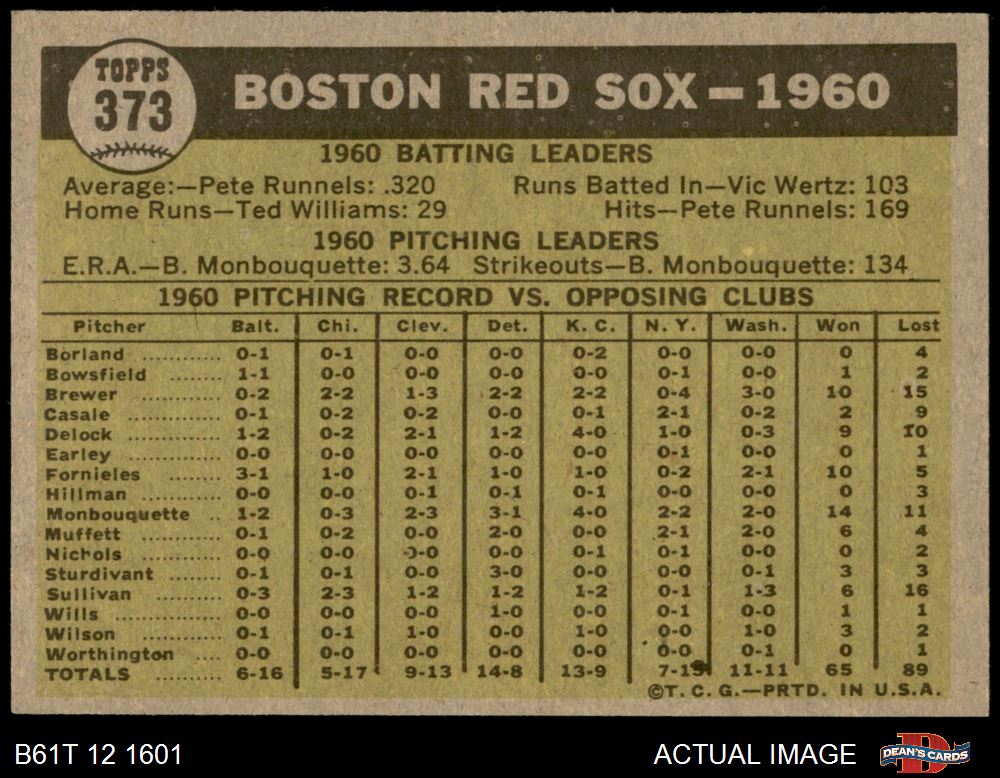 TOPPS
373
BOSTON RED SOX — 1960
1960 BATTING LEADERS
Average:—Pete Runnels: .320 Runs Batted In—Vic Wertz: 103
Home Runs—Ted Williams: 29 Hits—Pete Runnels: 169
1960 PITCHING LEADERS
E.R.A.—B. Monbouquette: 3.64 Strikeouts—B. Monbouquette: 134
1960 PITCHING RECORD VS. OPPOSING CLUBS
Pitcher Balt. Chi. Clev. Det. K. C. N. Y. Wash. Won Lost
Borland ........... 0-1 0-1 0-0 0-0 0-2 0-0 0-0 0 4
Bowsfield ........ 1-1 0-0 0-0 0-0 0-0 0-1 0-0 1 2
Brewer ............ 0-2 2-2 1-3 2-2 2-2 0-4 3-0 10 15
Casale ............ 0-1 0-2 0-2 0-0 0-1 2-1 0-2 2 9
Delock ............ 1-2 0-2 2-1 1-2 4-0 1-0 0-3 9 10
Earley ............ 0-0 0-0 0-0 0-0 0-0 0-1 0-0 0 1
Fornieles ......... 3-1 1-0 2-1 1-0 1-0 0-2 2-1 10 5
Hillman ........... 0-0 0-0 0-1 0-1 0-1 0-0 0-0 0 3
Monbouquette .. 1-2 0-3 2-3 3-1 4-0 2-2 2-0 14 11
Muffett ............ 0-1 0-2 0-0 2-0 0-0 2-1 2-0 6 4
Nichols ........... 0-0 0-0 0-0 0-0 0-1 0-1 0-0 0 2
Sturdivant ........ 0-1 0-1 0-0 3-0 0-0 0-0 0-1 3 3
Sullivan ........... 0-3 2-3 1-2 1-2 1-2 0-1 1-3 6 16
Wills ............... 0-0 0-0 0-0 1-0 0-0 0-1 0-0 1 1
Wilson ............ 0-1 0-1 1-0 0-0 1-0 0-0 1-0 3 2
Worthington .... 0-0 0-0 0-0 0-0 0-0 0-0 0-1 0 1
TOTALS ......... 6-16 5-17 9-13 14-8 13-9 7-15 11-11 65 89
©T. C. G.—PRTD. IN U.S.A.
B61T 12 1601 ACTUAL IMAGE DEAN'S CARDS